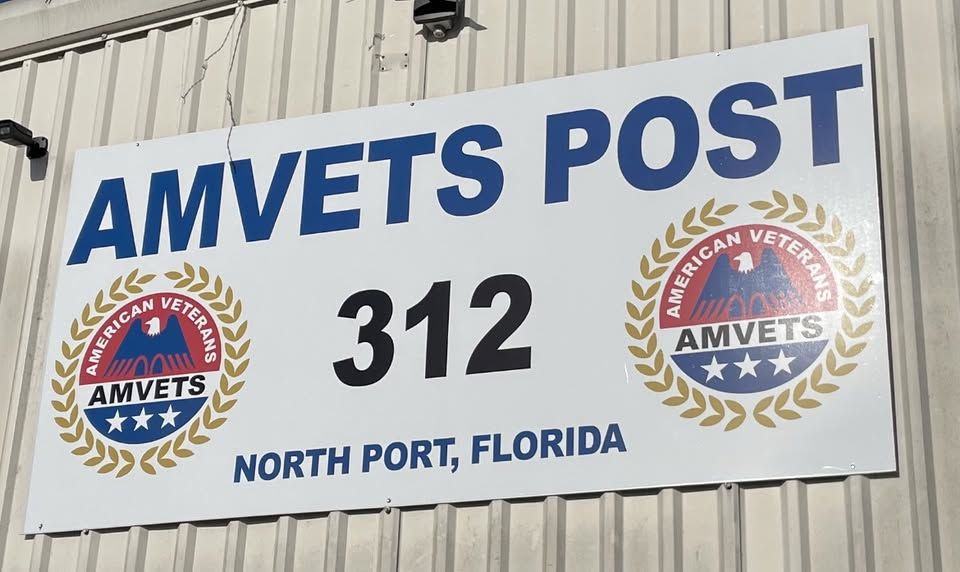 AMVETS POST
312
AMERICAN VETERANS
AMVETS
AMERICAN VETERANS
AMVETS
NORTH PORT, FLORIDA